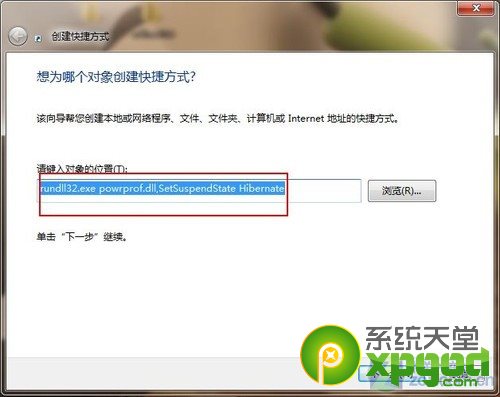 创建快捷方式
想为哪个对象创建快捷方式?
该向导帮您创建本地或网络程序、文件、文件夹、计算机或 Internet 地址的快捷方式。
请键入对象的位置(T):
rundll32.exe powrprof.dll,SetSuspendState Hibernate
浏览(R)...
单击“下一步”继续。
系统天堂
xpgod
.com